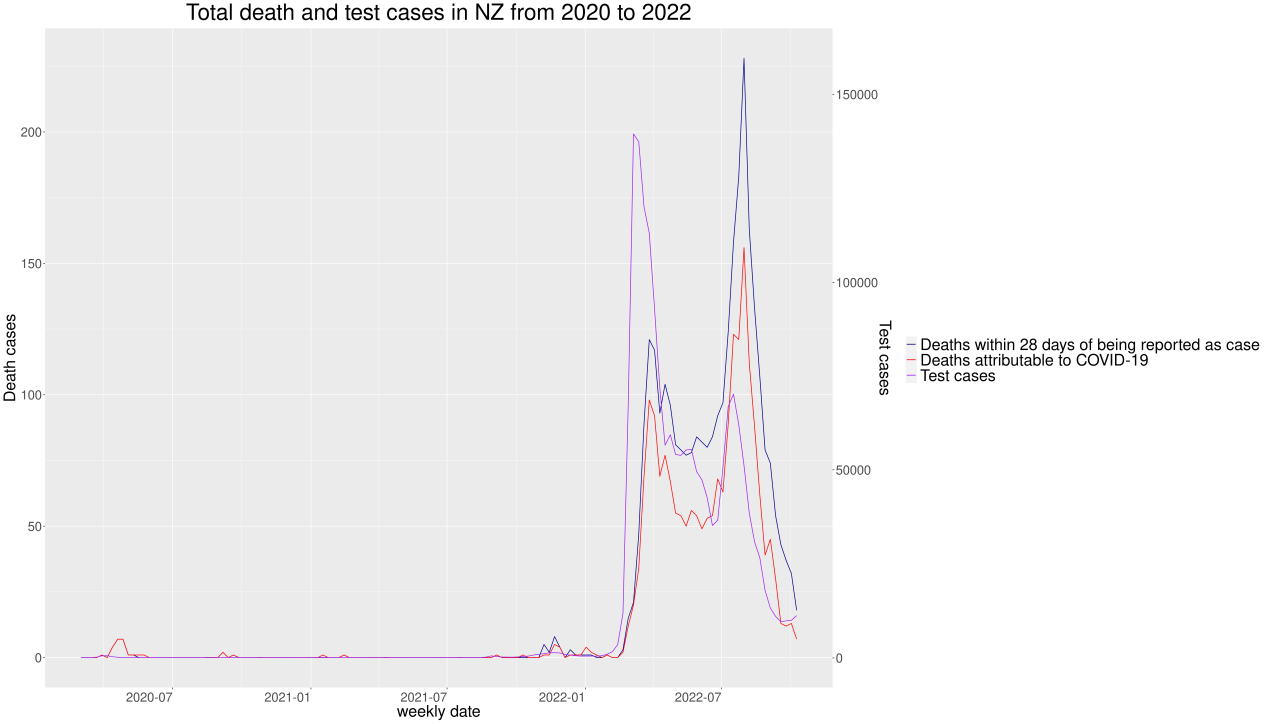 Total death and test cases in NZ from 2020 to 2022
Death cases
200
150
100
50
0
150000
100000
50000
0
Test cases
2020-07
2021-01
2021-07
2022-01
2022-07
weekly date
Deaths within 28 days of being reported as case
Deaths attributable to COVID-19
Test cases